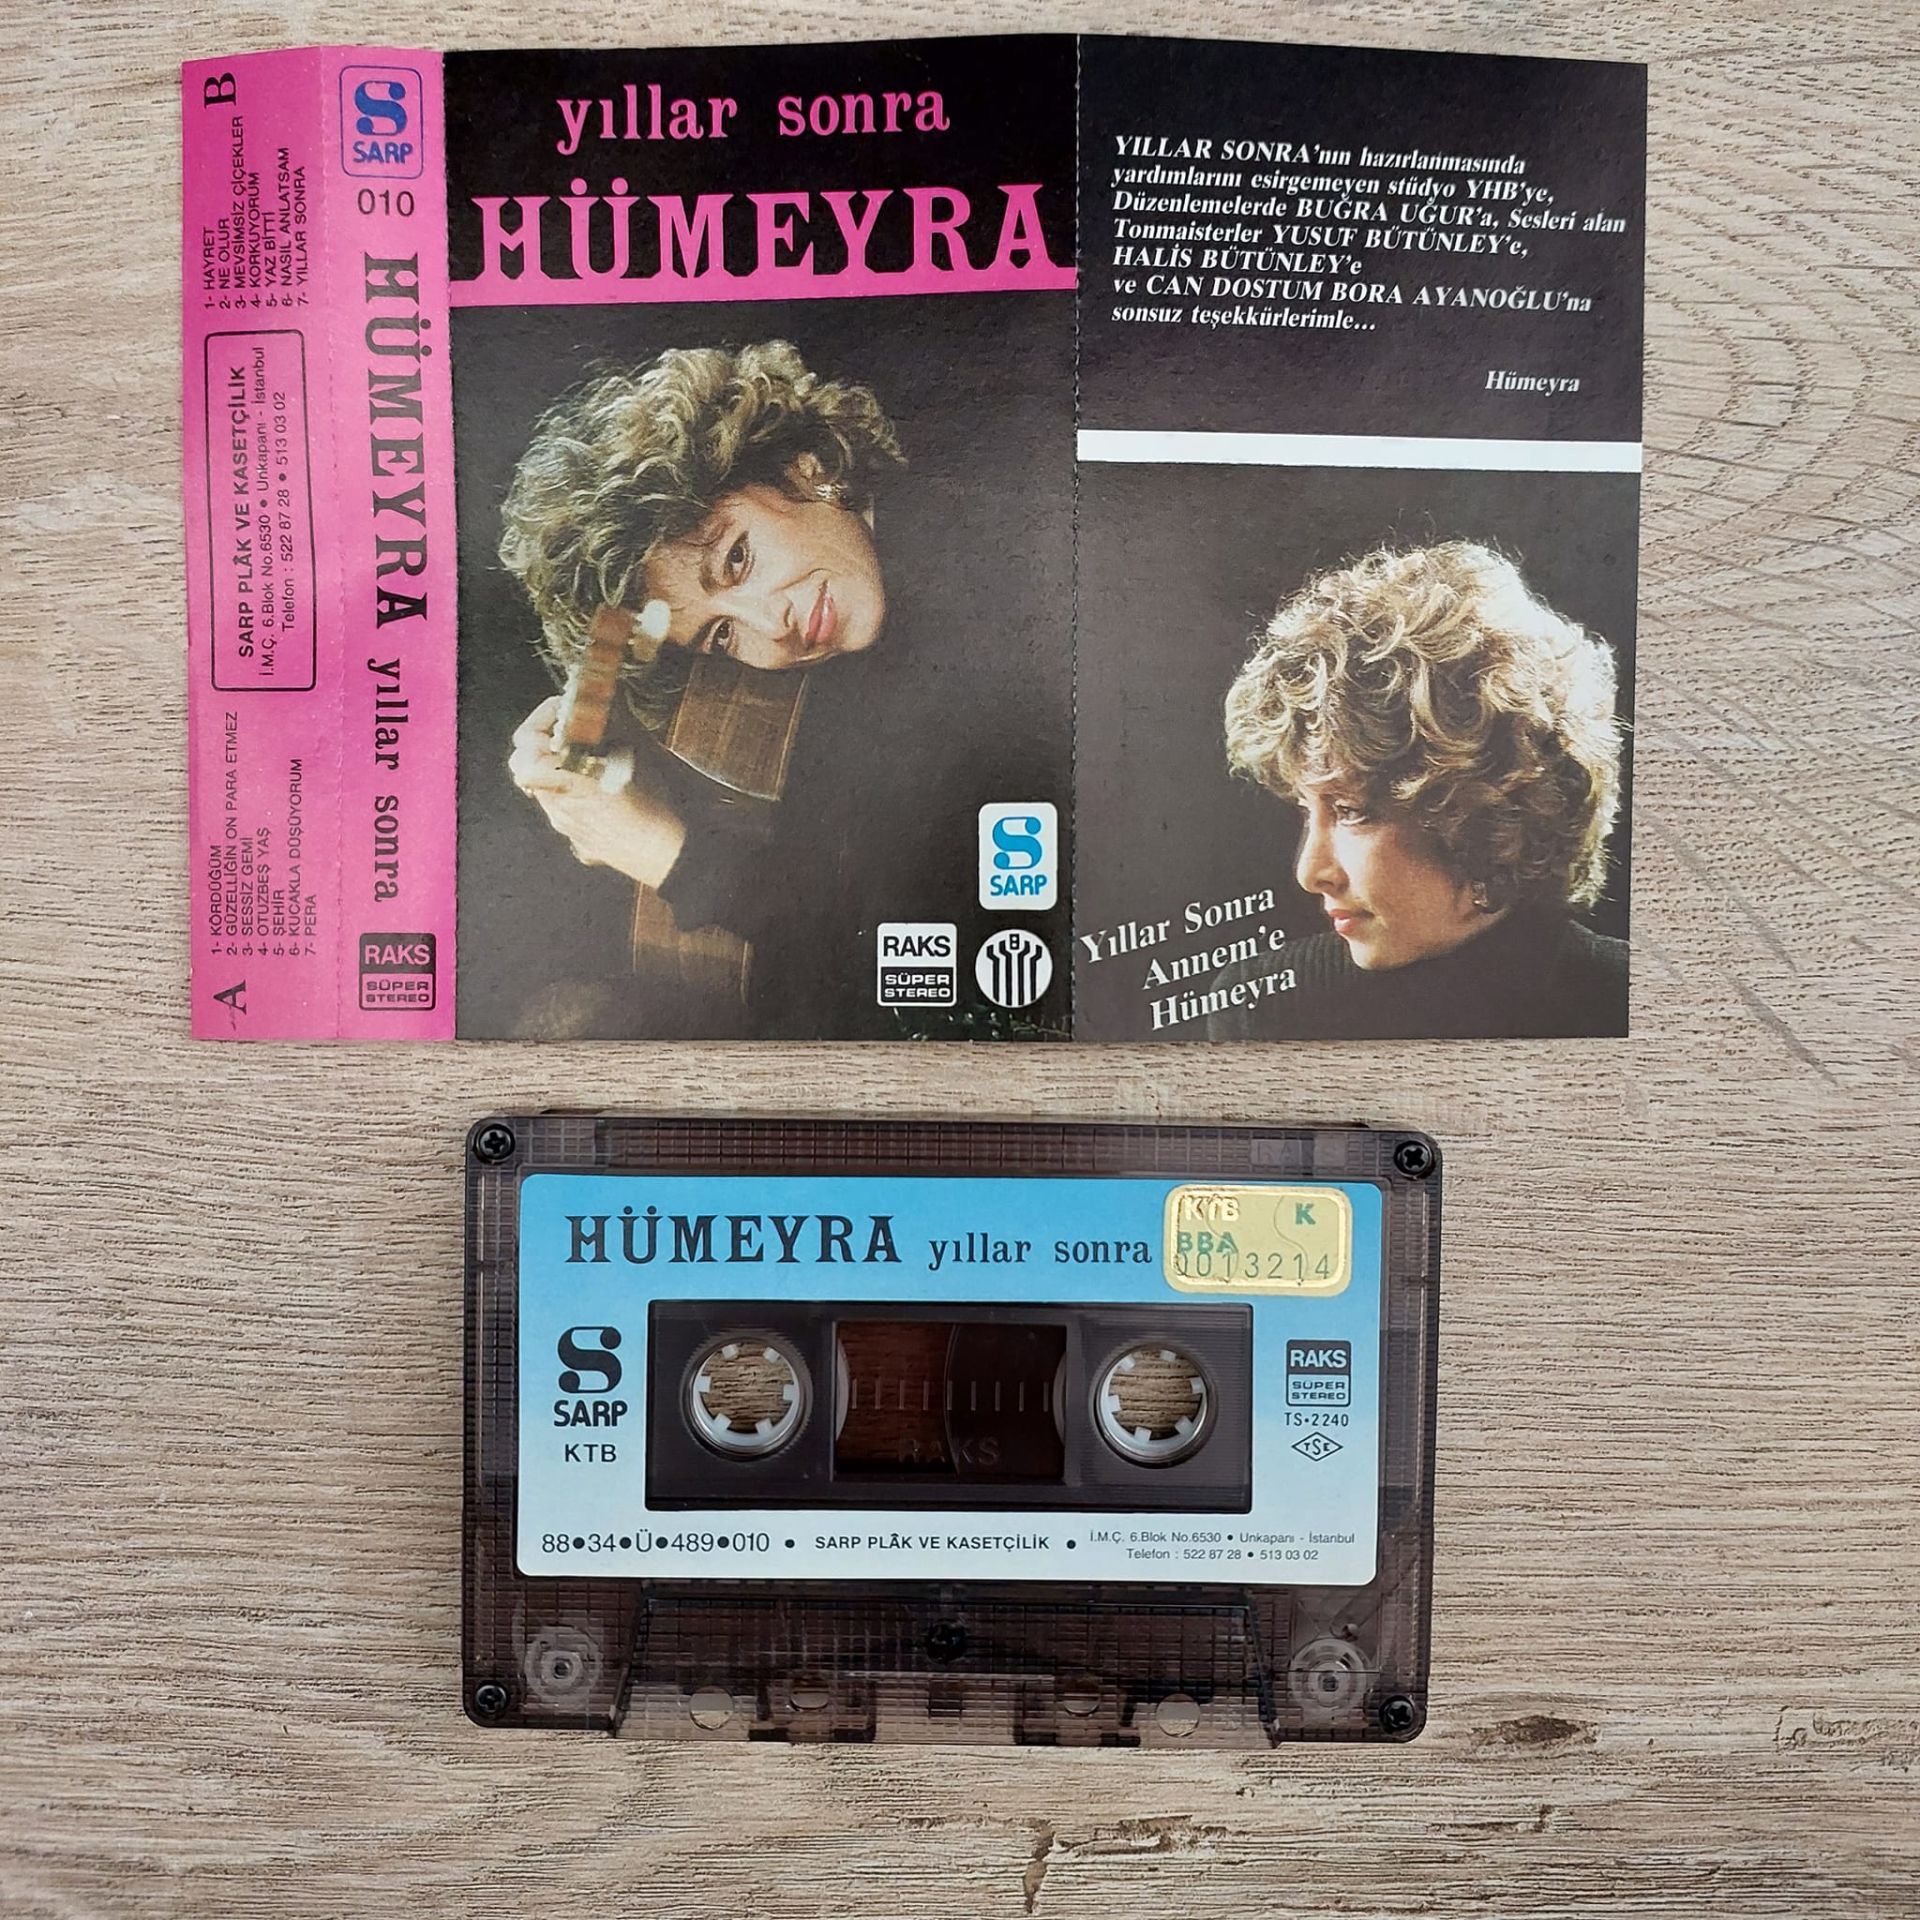 B
1- HAYRET
2- NE OLUR
3- MEVSİMSİZ ÇİÇEKLER
4- KORKUYORUM
5- YAZ BİTTİ
6- NASIL ANLATSAM
7- YILLAR SONRA
SARP PLÂK VE KASETÇİLİK
İ.M.Ç. 6.Blok No.6530 • Unkapanı - İstanbul
Telefon : 522 87 28 • 513 03 02
A
1- KÖRDÜĞÜM
2- GÜZELLİĞİN ON PARA ETMEZ
3- SESSİZ GEMİ
4- OTUZBEŞ YAŞ
5- ŞEHİR
6- KUCAKLA DÜŞÜYORUM
7- PERA
S
SARP
010
HÜMEYRA yıllar sonra
RAKS
SÜPER
STEREO
yıllar sonra
HÜMEYRA
S
SARP
RAKS
SÜPER
STEREO
B
YILLAR SONRA'nın hazırlanmasında
yardımlarını esirgemeyen stüdyo YHB'ye,
Düzenlemelerde BUĞRA UĞUR'a, Sesleri alan
Tonmaisterler YUSUF BÜTÜNLEY'e,
HALİS BÜTÜNLEY'e
ve CAN DOSTUM BORA AYANOĞLU'na
sonsuz teşekkürlerimle...
Hümeyra
Yıllar Sonra
Annem'e
Hümeyra
RAKS
HÜMEYRA yıllar sonra
KTB K
BBA
0013214
S
SARP
KTB
RAKS
RAKS
SÜPER
STEREO
TS•2240
TSE
88•34•Ü•489•010 • SARP PLÂK VE KASETÇİLİK • İ.M.Ç. 6.Blok No.6530 • Unkapanı - İstanbul
Telefon : 522 87 28 • 513 03 02